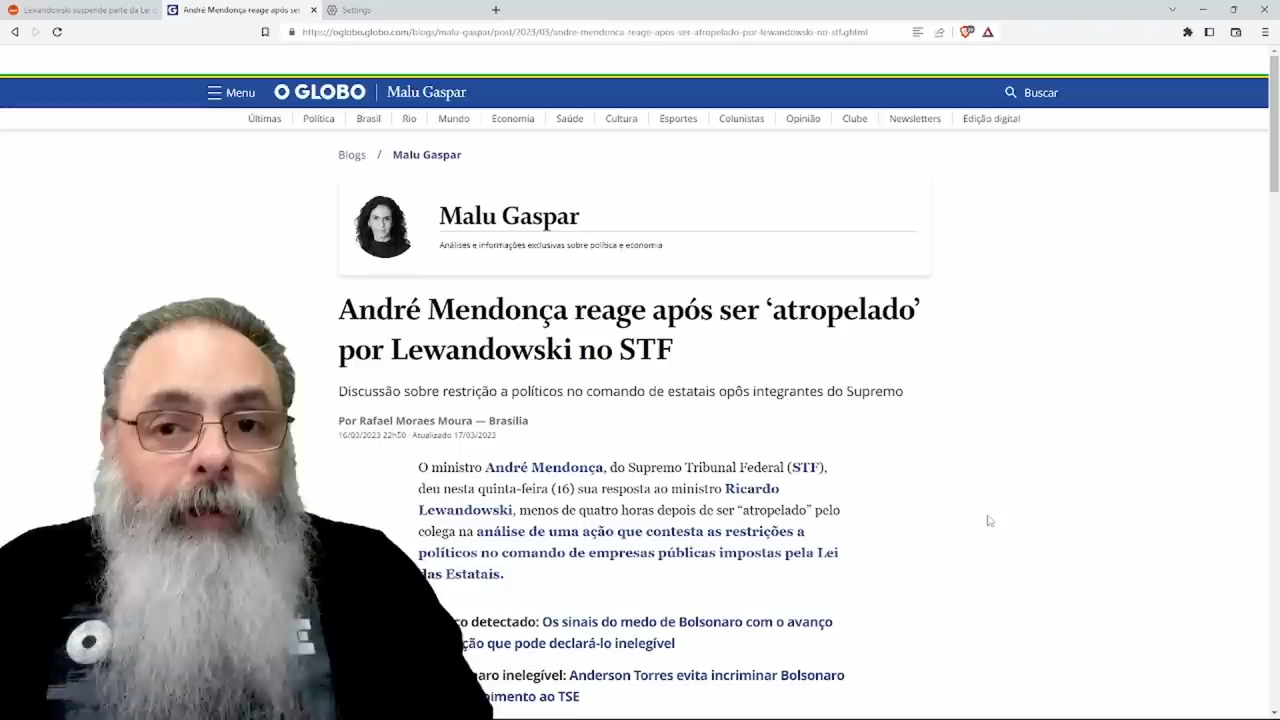 Lewandowski suspende parte da Lei
André Mendonça reage após ser
Settings
https://oglobo.globo.com/blogs/malu-gaspar/post/2023/03/andre-mendonca-reage-apos-ser-atropelado-por-lewandowski-no-stf.ghtml
Menu
O GLOBO
Malu Gaspar
Buscar
Últimas Política Brasil Rio Mundo Economia Saúde Cultura Esportes Colunistas Opinião Clube Newsletters Edição digital
Blogs / Malu Gaspar
Malu Gaspar
Análises e informações exclusivas sobre política e economia
André Mendonça reage após ser ‘atropelado’
por Lewandowski no STF
Discussão sobre restrição a políticos no comando de estatais opôs integrantes do Supremo
Por Rafael Moraes Moura — Brasília
16/03/2023 22h50 · Atualizado 17/03/2023
O ministro André Mendonça, do Supremo Tribunal Federal (STF),
deu nesta quinta-feira (16) sua resposta ao ministro Ricardo
Lewandowski, menos de quatro horas depois de ser “atropelado” pelo
colega na análise de uma ação que contesta as restrições a
políticos no comando de empresas públicas impostas pela Lei
das Estatais.
detectado: Os sinais do medo de Bolsonaro com o avanço
que pode declará-lo inelegível
inelegível: Anderson Torres evita incriminar Bolsonaro
ao TSE